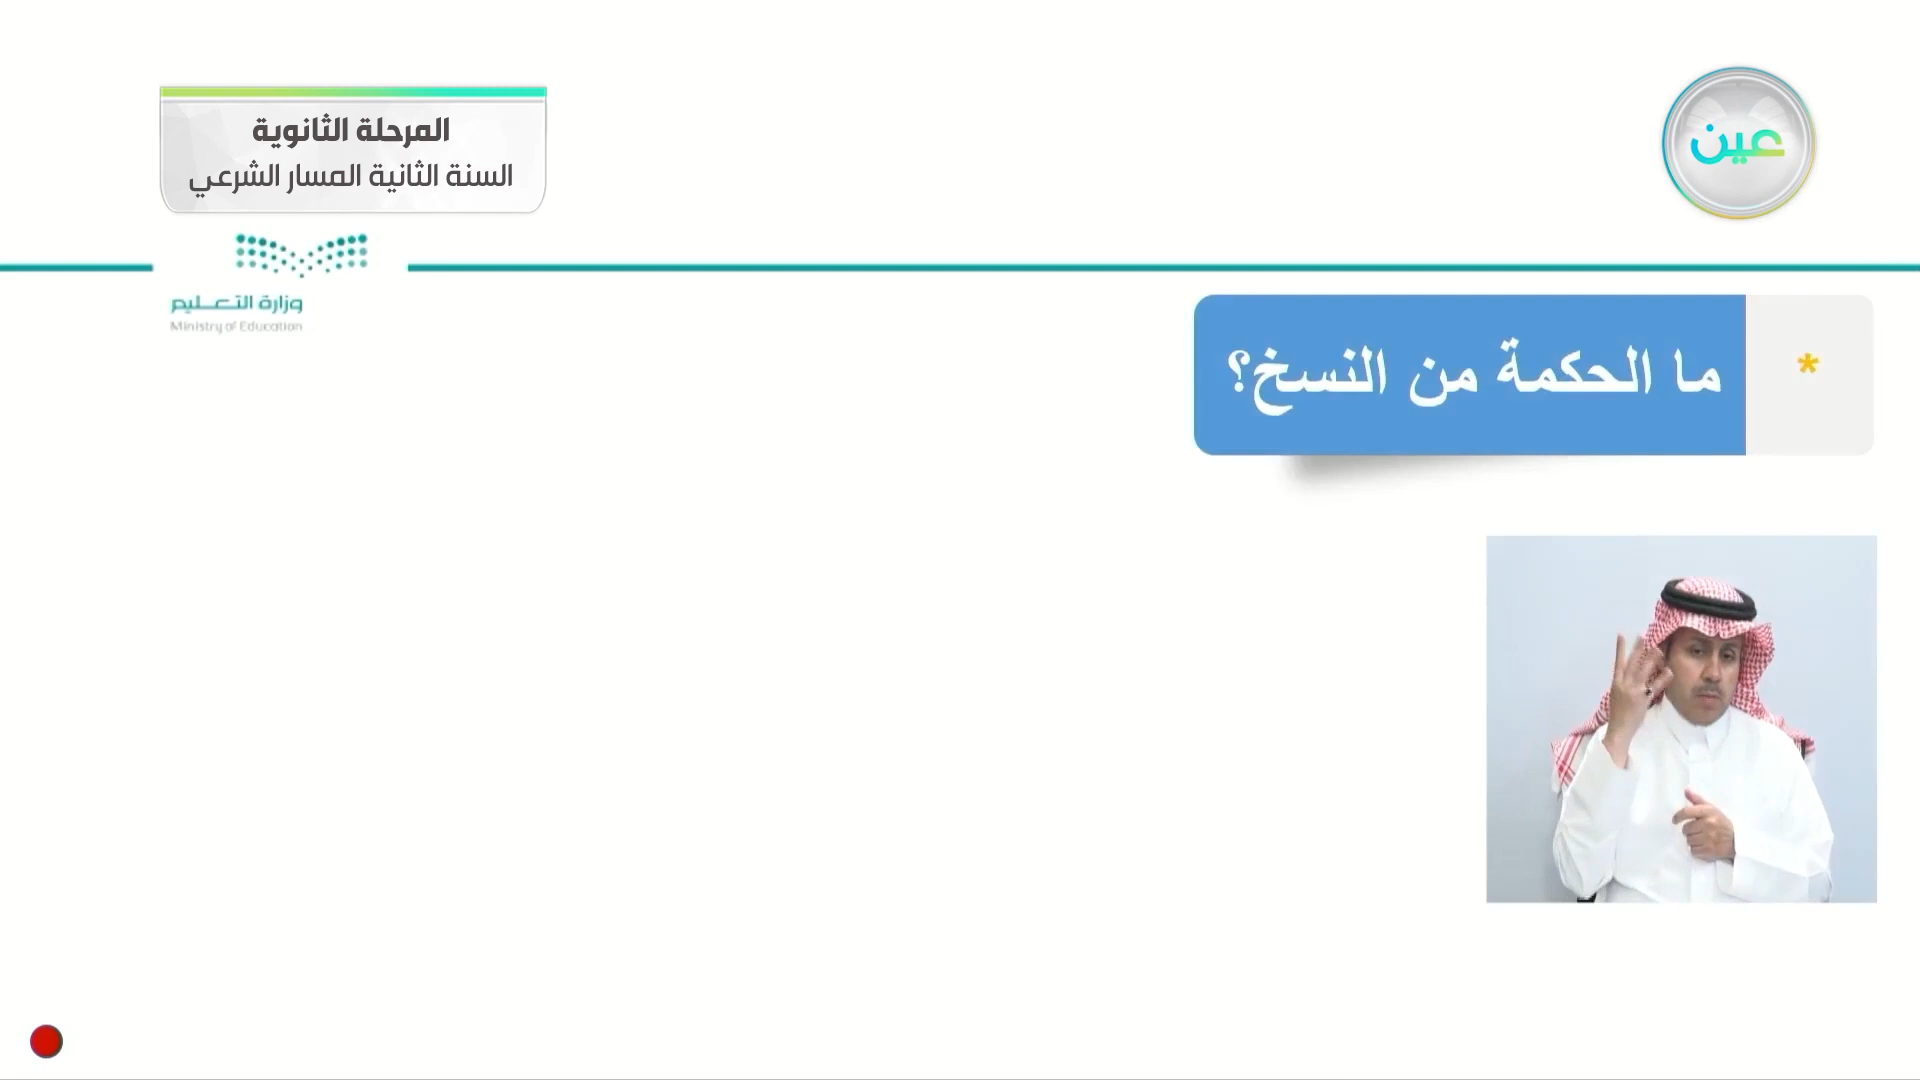 المرحلة الثانوية
السنة الثانية المسار الشرعي
عين
وزارة التعليم
Ministry of Education
* ما الحكمة من النسخ؟